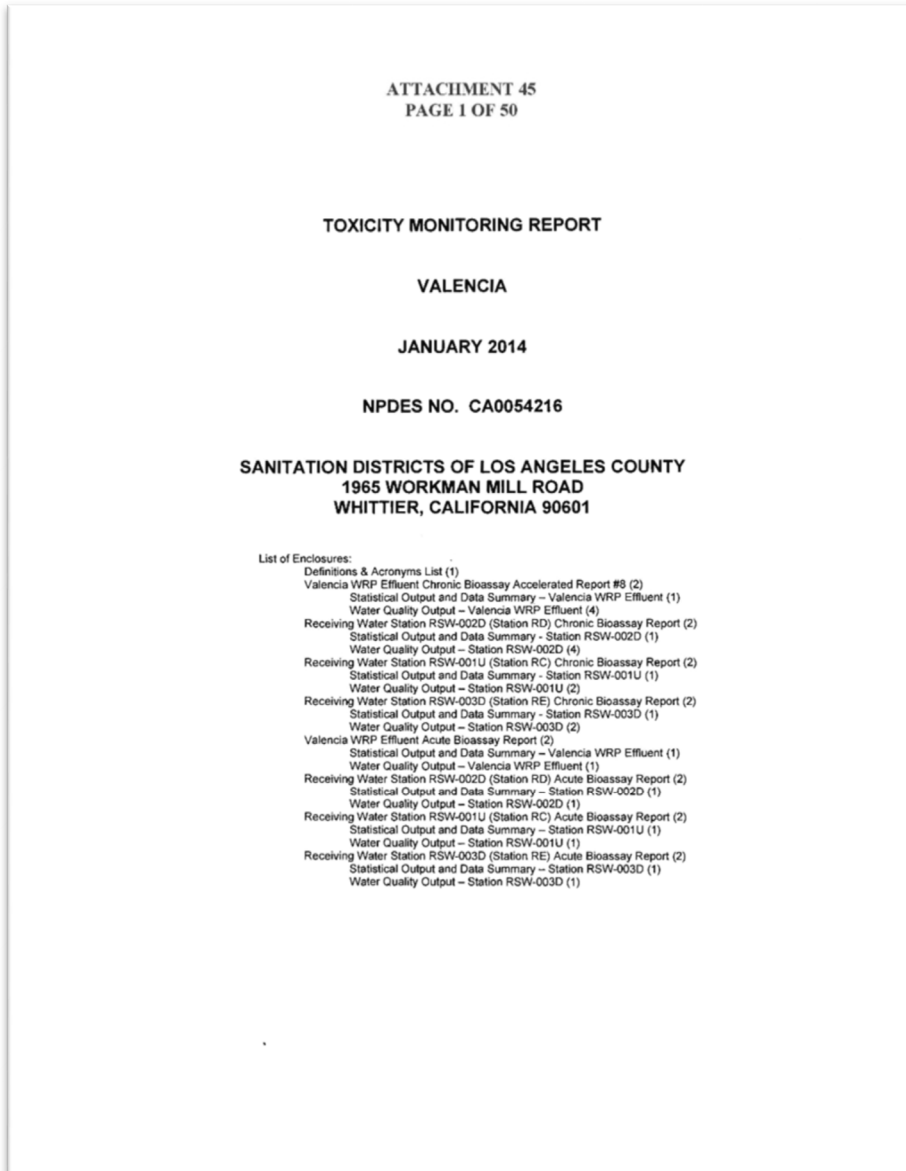 ATTACHMENT 45
PAGE 1 OF 50
TOXICITY MONITORING REPORT
VALENCIA
JANUARY 2014
NPDES NO. CA0054216
SANITATION DISTRICTS OF LOS ANGELES COUNTY
1965 WORKMAN MILL ROAD
WHITTIER, CALIFORNIA 90601
List of Enclosures:
Definitions & Acronyms List (1)
Valencia WRP Effluent Chronic Bioassay Accelerated Report #8 (2)
Statistical Output and Data Summary – Valencia WRP Effluent (1)
Water Quality Output – Valencia WRP Effluent (4)
Receiving Water Station RSW-002D (Station RD) Chronic Bioassay Report (2)
Statistical Output and Data Summary - Station RSW-002D (1)
Water Quality Output – Station RSW-002D (4)
Receiving Water Station RSW-001U (Station RC) Chronic Bioassay Report (2)
Statistical Output and Data Summary - Station RSW-001U (1)
Water Quality Output – Station RSW-001U (2)
Receiving Water Station RSW-003D (Station RE) Chronic Bioassay Report (2)
Statistical Output and Data Summary - Station RSW-003D (1)
Water Quality Output – Station RSW-003D (2)
Valencia WRP Effluent Acute Bioassay Report (2)
Statistical Output and Data Summary – Valencia WRP Effluent (1)
Water Quality Output – Valencia WRP Effluent (1)
Receiving Water Station RSW-002D (Station RD) Acute Bioassay Report (2)
Statistical Output and Data Summary – Station RSW-002D (1)
Water Quality Output – Station RSW-002D (1)
Receiving Water Station RSW-001U (Station RC) Acute Bioassay Report (2)
Statistical Output and Data Summary – Station RSW-001U (1)
Water Quality Output – Station RSW-001U (1)
Receiving Water Station RSW-003D (Station RE) Acute Bioassay Report (2)
Statistical Output and Data Summary – Station RSW-003D (1)
Water Quality Output – Station RSW-003D (1)